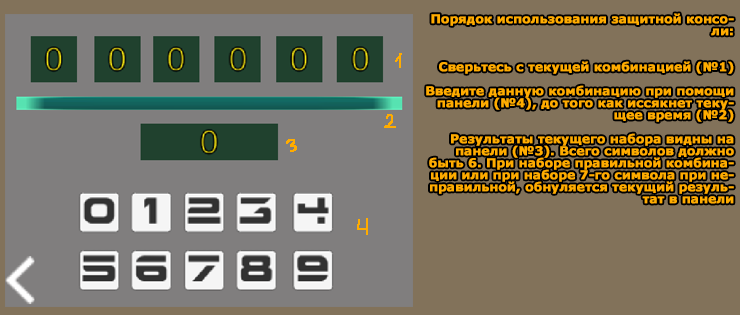 0 0 0 0 0 0 1
2
0 3
0 1 2 3 4 4
5 6 7 8 9
Порядок использования защитной консо-
ли:
Сверьтесь с текущей комбинацией (№1)
Введите данную комбинацию при помощи
панели (№4), до того как иссякнет теку-
щее время (№2)
Результаты текущего набора видны на
панели (№3). Всего символов должно
быть 6. При наборе правильной комбина-
ции или при наборе 7-го символа при не-
правильной, обнуляется текущий резуль-
тат в панели